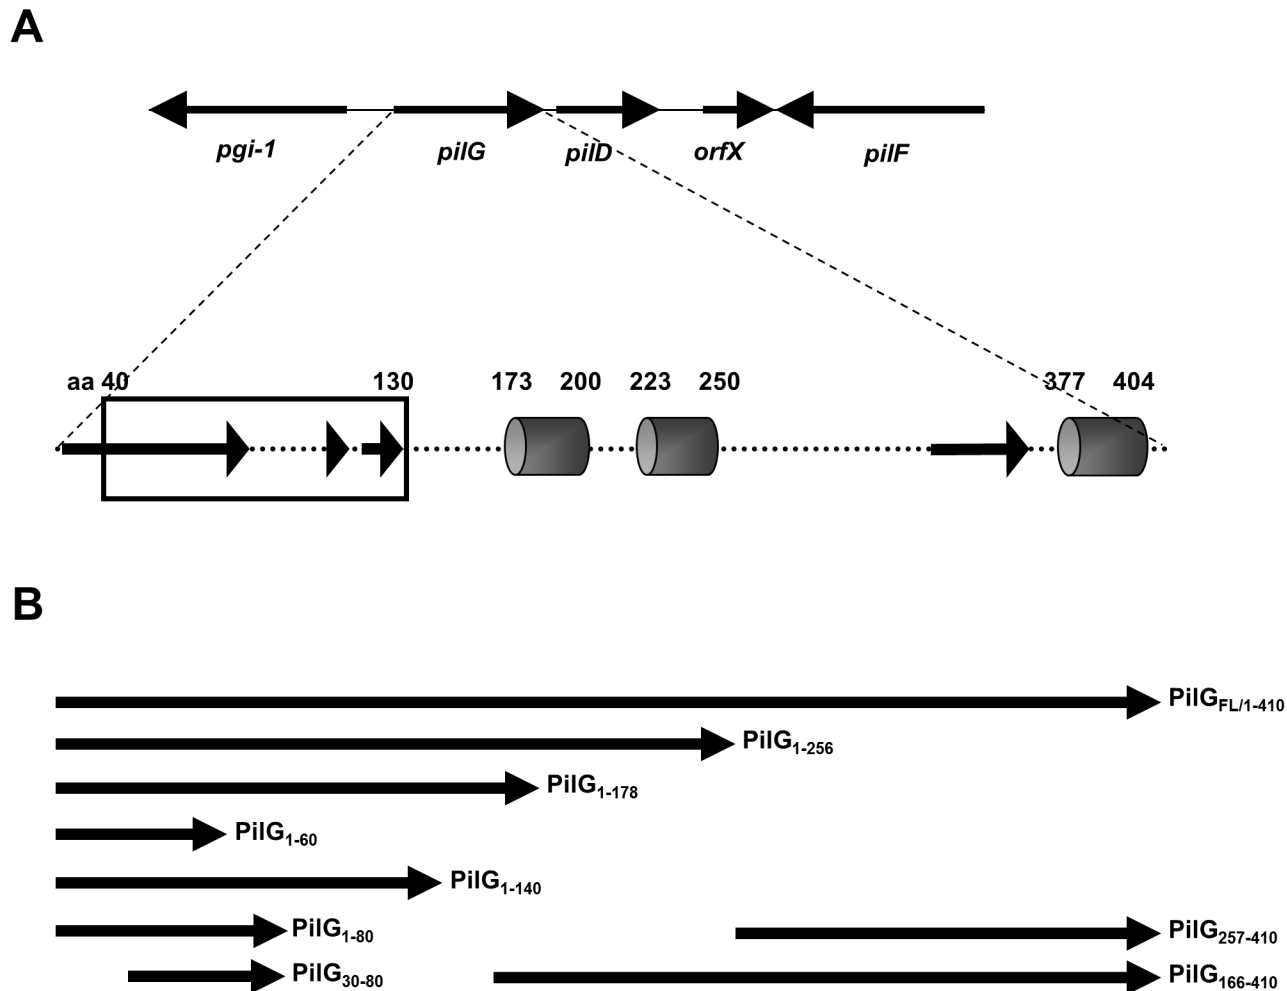 A
pgi-1 pilG pilD orfX pilF
aa 40 130 173 200 223 250 377 404
B
PilGFL/1-410
PilG1-256
PilG1-178
PilG1-60
PilG1-140
PilG1-80 PilG257-410
PilG30-80 PilG166-410